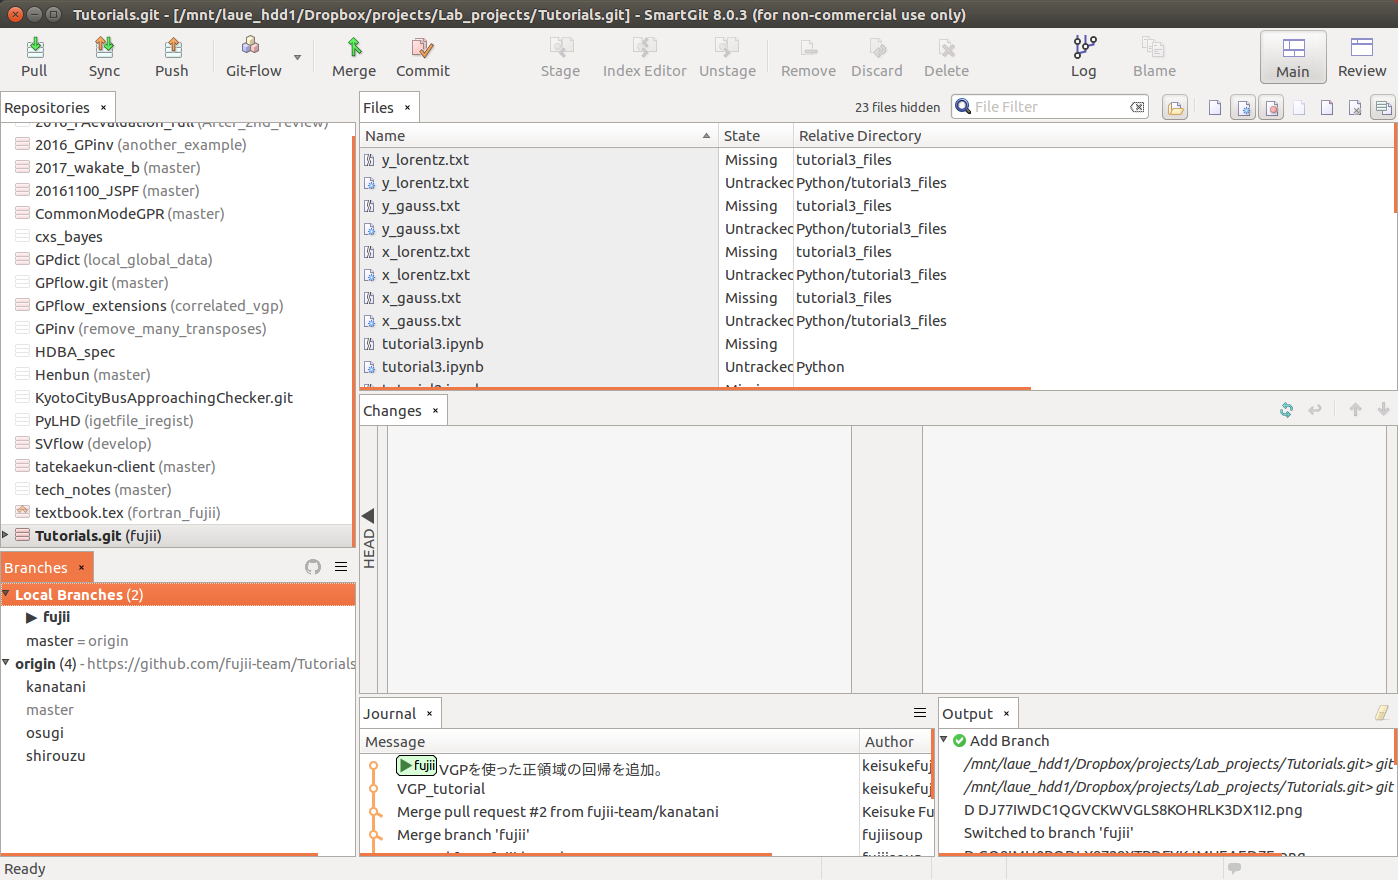 Tutorials.git - [/mnt/laue_hdd1/Dropbox/projects/Lab_projects/Tutorials.git] - SmartGit 8.0.3 (for non-commercial use only)
Pull Sync Push Git-Flow Merge Commit Stage Index Editor Unstage Remove Discard Delete Log Blame Main Review
Repositories
2016_GPinv (another_example)
2017_wakate_b (master)
20161100_JSPF (master)
CommonModeGPR (master)
cxs_bayes
GPdict (local_global_data)
GPflow.git (master)
GPflow_extensions (correlated_vgp)
GPinv (remove_many_transposes)
HDBA_spec
Henbun (master)
KyotoCityBusApproachingChecker.git
PyLHD (igetfile_iregist)
SVflow (develop)
tatekaekun-client (master)
tech_notes (master)
textbook.tex (fortran_fujii)
Tutorials.git (fujii)
Branches
Local Branches (2)
fujii
master = origin
origin (4) - https://github.com/fujii-team/Tutorials
kanatani
master
osugi
shirouzu
Files
23 files hidden
File Filter
Name State Relative Directory
y_lorentz.txt Missing tutorial3_files
y_lorentz.txt Untracked Python/tutorial3_files
y_gauss.txt Missing tutorial3_files
y_gauss.txt Untracked Python/tutorial3_files
x_lorentz.txt Missing tutorial3_files
x_lorentz.txt Untracked Python/tutorial3_files
x_gauss.txt Missing tutorial3_files
x_gauss.txt Untracked Python/tutorial3_files
tutorial3.ipynb Missing
tutorial3.ipynb Untracked Python
Changes
HEAD
Journal
Message Author
fujii VGPを使った正領域の回帰を追加。 keisukefuj
VGP_tutorial keisukefuj
Merge pull request #2 from fujii-team/kanatani Keisuke Fu
Merge branch 'fujii' fujiisoup
Output
Add Branch
/mnt/laue_hdd1/Dropbox/projects/Lab_projects/Tutorials.git> git
/mnt/laue_hdd1/Dropbox/projects/Lab_projects/Tutorials.git> git
D DJ77IWDC1QGVCKWVGLS8KOHRLK3DX1I2.png
Switched to branch 'fujii'
Ready